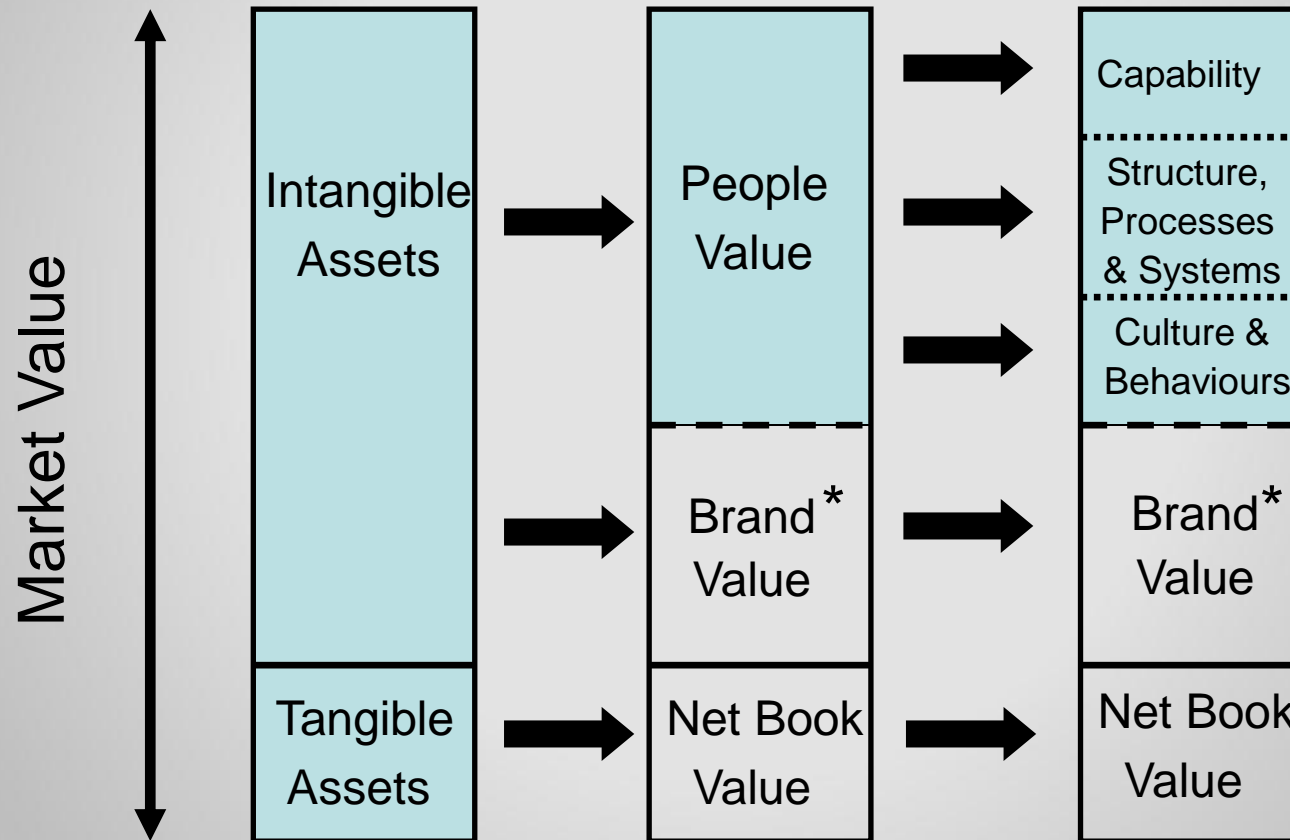 Market Value
Intangible
Assets
Tangible
Assets
People
Value
Brand*
Value
Net Book
Value
Capability
Structure,
Processes
& Systems
Culture &
Behaviours
Brand*
Value
Net Book
Value